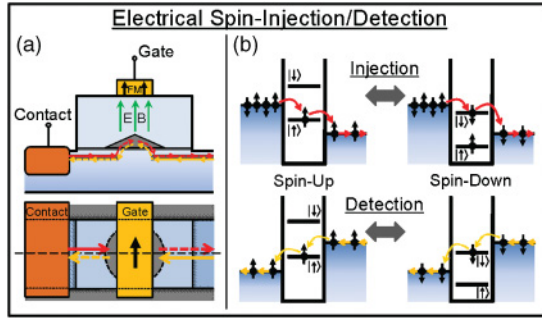 Electrical Spin-Injection/Detection
(a)
Gate
FM
E B
Contact
Contact
Gate
(b)
|↓⟩
|↑⟩
Injection
|↓⟩
|↑⟩
Spin-Up
Spin-Down
Detection
|↓⟩
|↑⟩
|↓⟩
|↑⟩